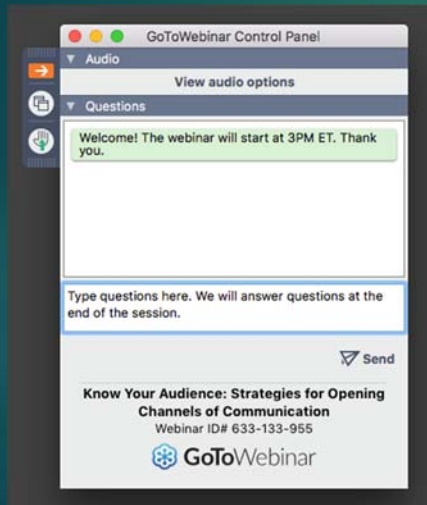 GoToWebinar Control Panel
Audio
View audio options
Questions
Welcome! The webinar will start at 3PM ET. Thank
you.
Type questions here. We will answer questions at the
end of the session.
Send
Know Your Audience: Strategies for Opening
Channels of Communication
Webinar ID# 633-133-955
GoToWebinar